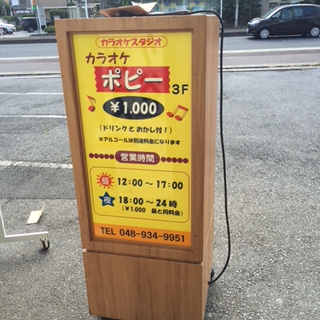 カラオケスタジオ
カラオケ
ポピー 3F
¥1.000
(ドリンクとおかし付!)
※アルコールは別途料金になります
営業時間
昼 12:00～17:00
夜 18:00～24時
(¥1.000 昼と同料金)
TEL 048-934-9951